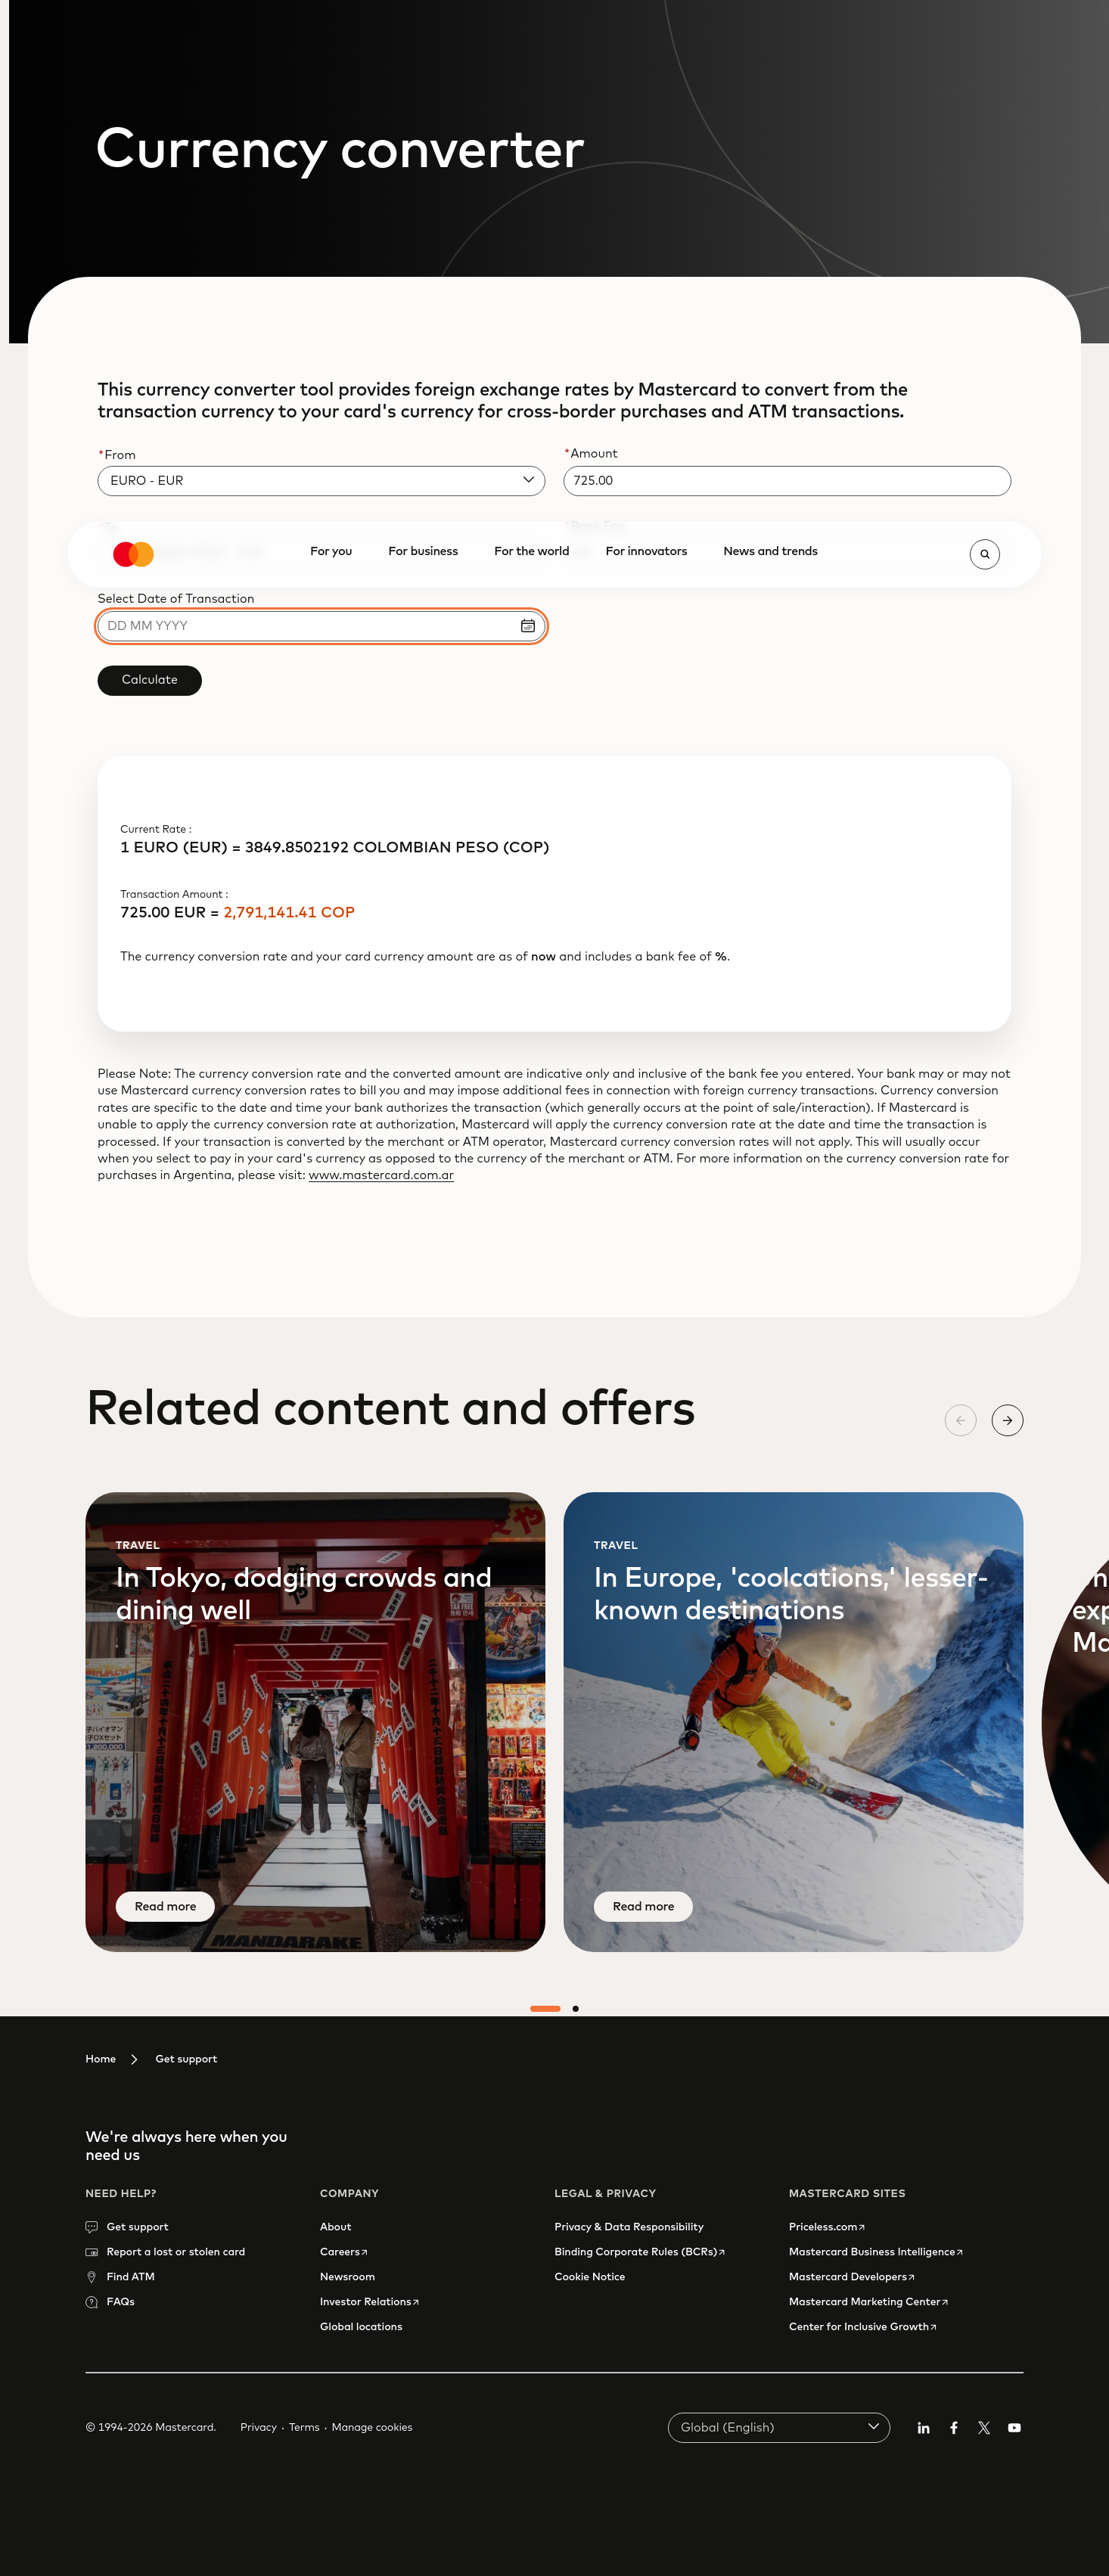 Currency converter
This currency converter tool provides foreign exchange rates by Mastercard to convert from the
transaction currency to your card's currency for cross-border purchases and ATM transactions.
*From
*Amount
EURO - EUR
725.00
For you
For business
For the world
For innovators
News and trends
Select Date of Transaction
DD MM YYYY
Calculate
Current Rate :
1 EURO (EUR) = 3849.8502192 COLOMBIAN PESO (COP)
Transaction Amount :
725.00 EUR = 2,791,141.41 COP
The currency conversion rate and your card currency amount are as of now and includes a bank fee of %.
Please Note: The currency conversion rate and the converted amount are indicative only and inclusive of the bank fee you entered. Your bank may or may not
use Mastercard currency conversion rates to bill you and may impose additional fees in connection with foreign currency transactions. Currency conversion
rates are specific to the date and time your bank authorizes the transaction (which generally occurs at the point of sale/interaction). If Mastercard is
unable to apply the currency conversion rate at authorization, Mastercard will apply the currency conversion rate at the date and time the transaction is
processed. If your transaction is converted by the merchant or ATM operator, Mastercard currency conversion rates will not apply. This will usually occur
when you select to pay in your card's currency as opposed to the currency of the merchant or ATM. For more information on the currency conversion rate for
purchases in Argentina, please visit: www.mastercard.com.ar
Related content and offers
TRAVEL
In Tokyo, dodging crowds and
dining well
Read more
MANDARAKE
TRAVEL
In Europe, 'coolcations,' lesser-
known destinations
Read more
Home
Get support
We're always here when you
need us
NEED HELP?
Get support
Report a lost or stolen card
Find ATM
FAQs
COMPANY
About
Careers
Newsroom
Investor Relations
Global locations
LEGAL & PRIVACY
Privacy & Data Responsibility
Binding Corporate Rules (BCRs)
Cookie Notice
MASTERCARD SITES
Priceless.com
Mastercard Business Intelligence
Mastercard Developers
Mastercard Marketing Center
Center for Inclusive Growth
© 1994-2026 Mastercard.
Privacy · Terms · Manage cookies
Global (English)